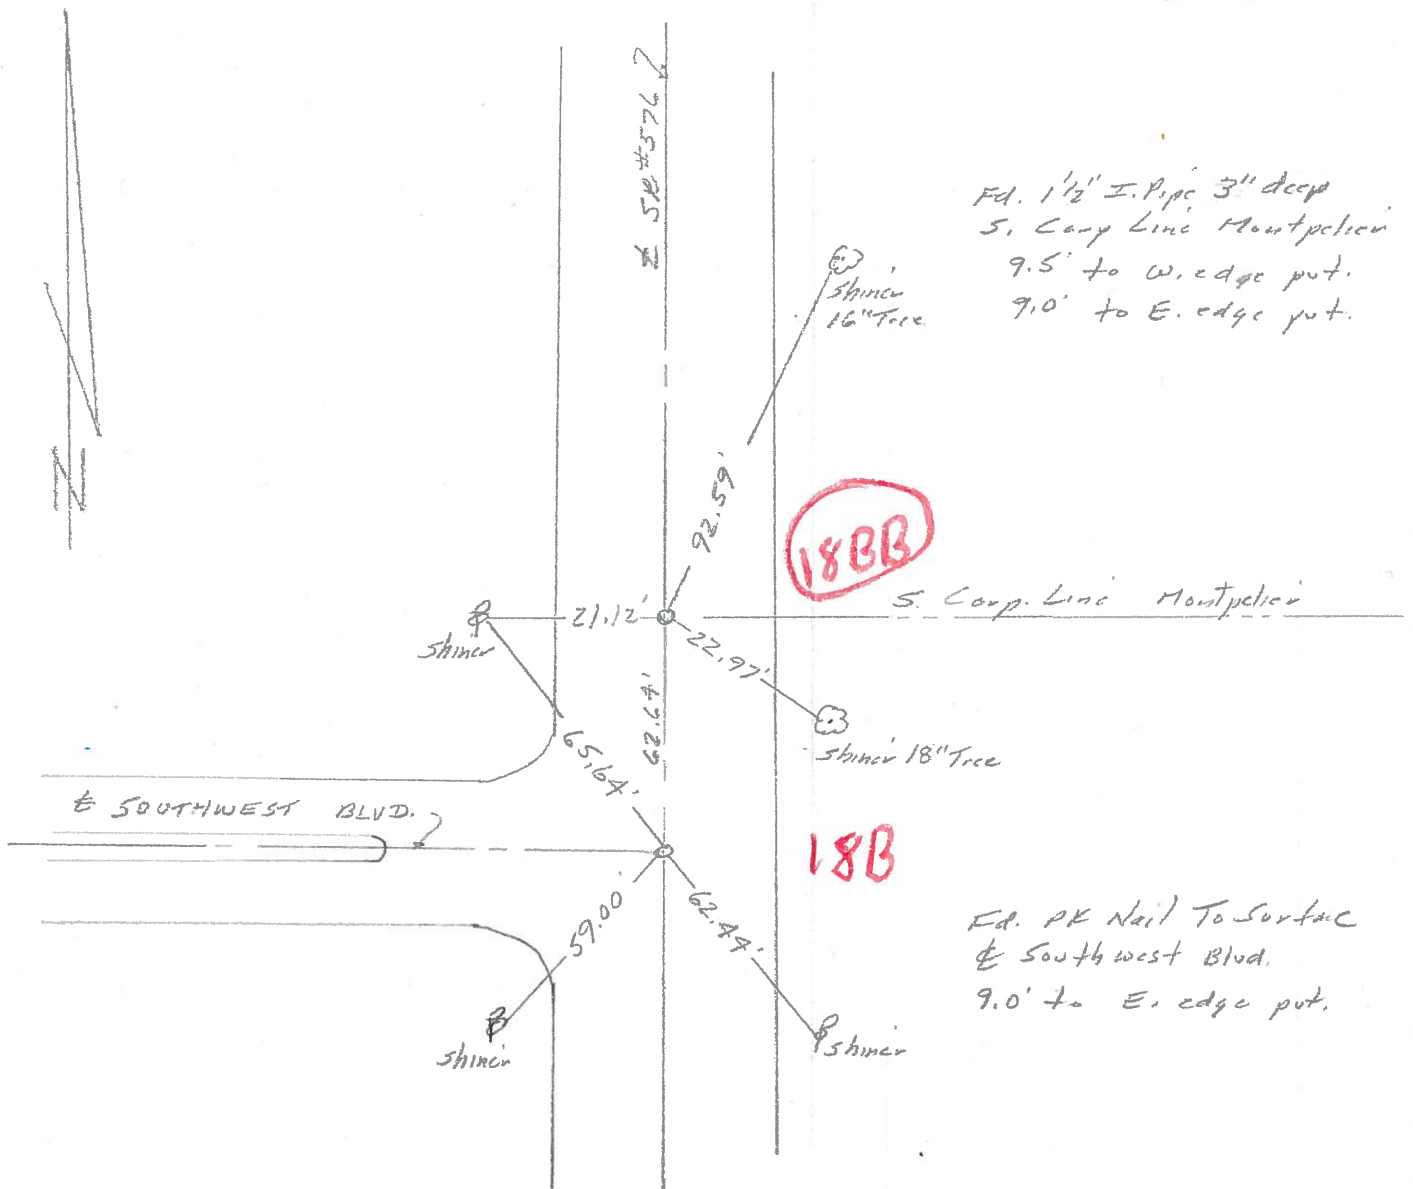 ℄ SR #576
Fd. 1½" I. Pipe 3" deep
S. Corp Line Montpelier
9.5' to W. edge pvt.
9.0' to E. edge pvt.
Shiner
16" Tree
N
92.59'
18BB
S. Corp. Line Montpelier
21.12'
Shiner
22.97'
62.64'
Shiner 18" Tree
65.64'
℄ SOUTHWEST BLVD.
18B
59.00'
62.44'
Fd. PK Nail To Surface
℄ Southwest Blvd.
9.0' to E. edge pvt.
Shiner
Shiner